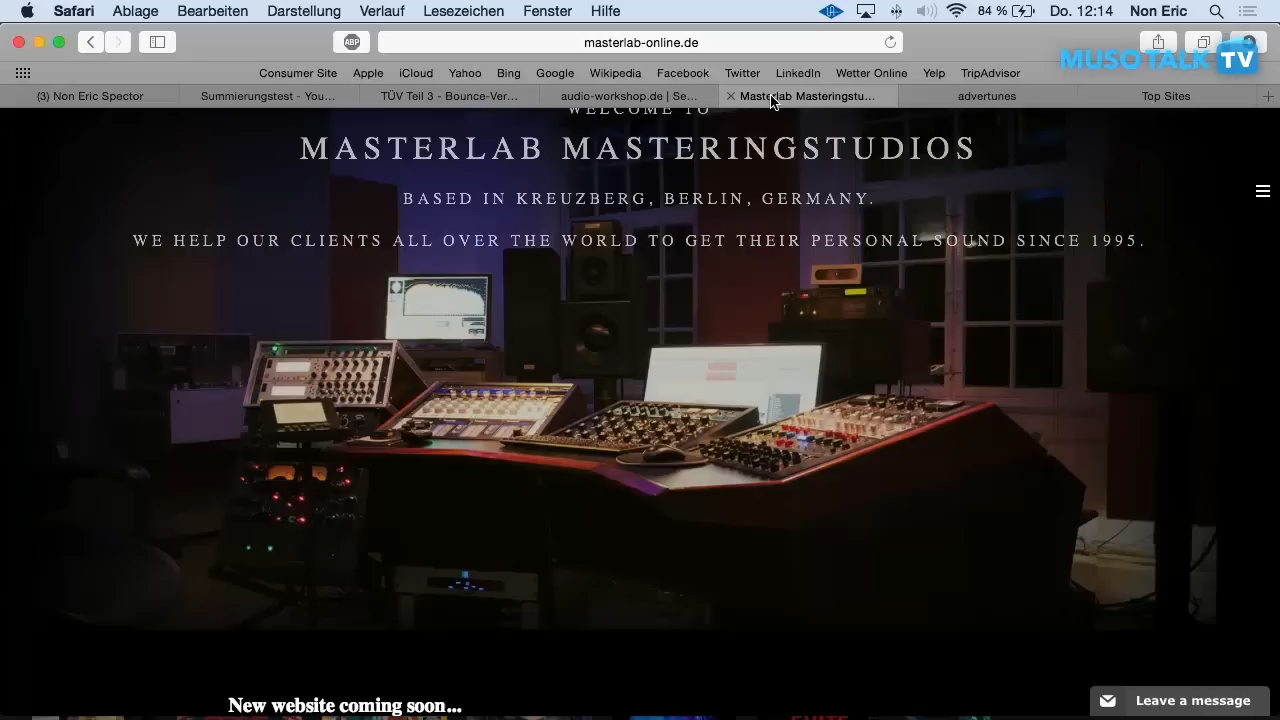 Safari Ablage Bearbeiten Darstellung Verlauf Lesezeichen Fenster Hilfe 84 % Do. 12:14 Non Eric
ABP masterlab-online.de
MUSO TALK TV
Consumer Site Apple iCloud Yahoo Bing Google Wikipedia Facebook Twitter LinkedIn Wetter Online Yelp TripAdvisor
(3) Non Eric Spector Summierungstest - You... TÜV Teil 3 - Bounce-Ver... audio-workshop.de | Se... Masterlab Masteringstu... advertunes Top Sites
WELCOME TO
MASTERLAB MASTERINGSTUDIOS
BASED IN KREUZBERG, BERLIN, GERMANY.
WE HELP OUR CLIENTS ALL OVER THE WORLD TO GET THEIR PERSONAL SOUND SINCE 1995.
New website coming soon...
Leave a message